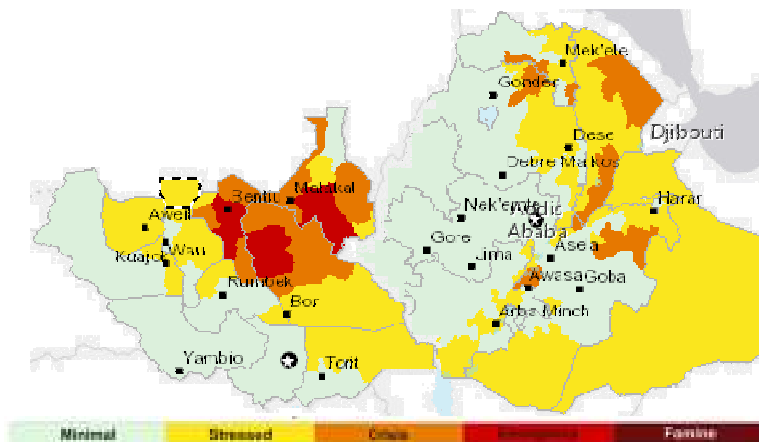 Mek'ele
Gonder
Dese
Djibouti
Debre Markos
Malakal
Bentiu
Harar
Aweil
Nek'emte
Addis
Ababa
Wau
Kuajok
Gore
Asela
Jima
Rumbek
Awasa
Goba
Bor
Arba Minch
Yambio
Torit
Minimal
Stressed
Crisis
Emergency
Famine